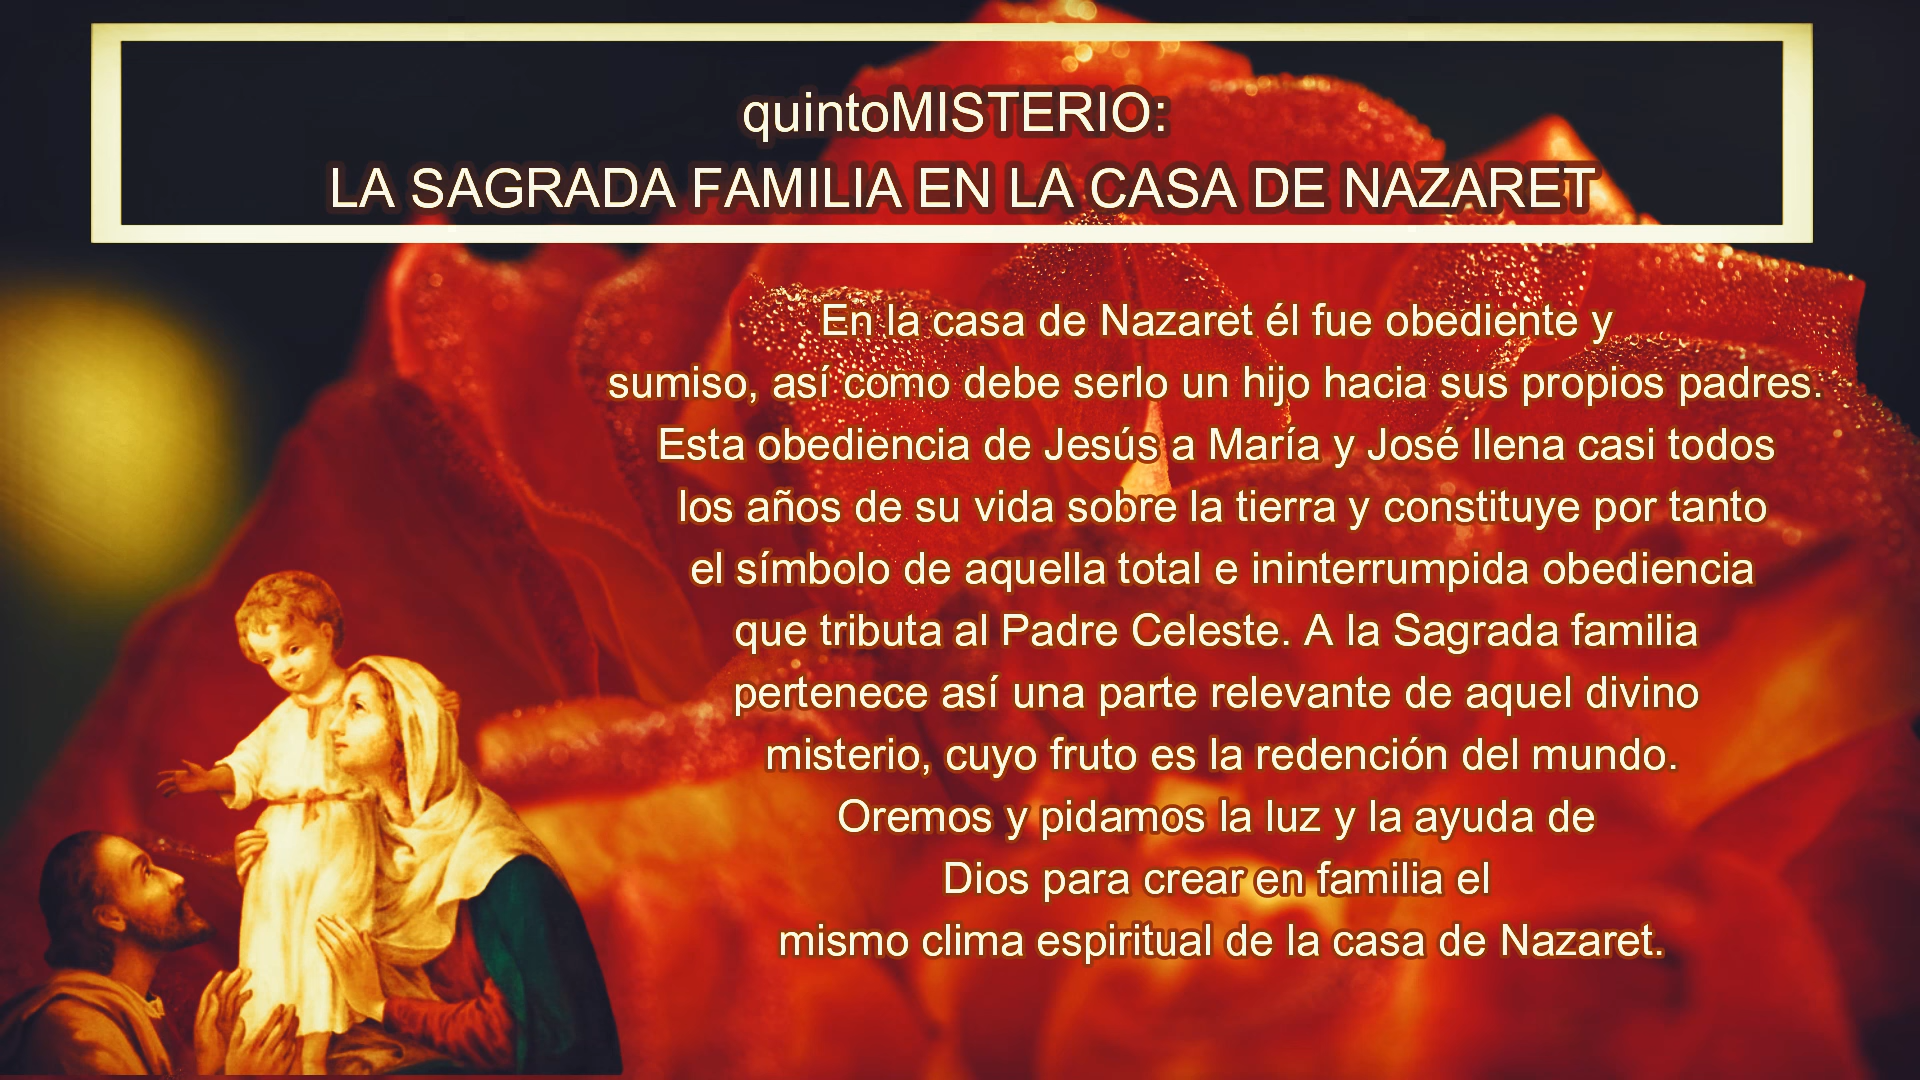 quintoMISTERIO:
LA SAGRADA FAMILIA EN LA CASA DE NAZARET
En la casa de Nazaret él fue obediente y
sumiso, así como debe serlo un hijo hacia sus propios padres.
Esta obediencia de Jesús a María y José llena casi todos
los años de su vida sobre la tierra y constituye por tanto
el símbolo de aquella total e ininterrumpida obediencia
que tributa al Padre Celeste. A la Sagrada familia
pertenece así una parte relevante de aquel divino
misterio, cuyo fruto es la redención del mundo.
Oremos y pidamos la luz y la ayuda de
Dios para crear en familia el
mismo clima espiritual de la casa de Nazaret.